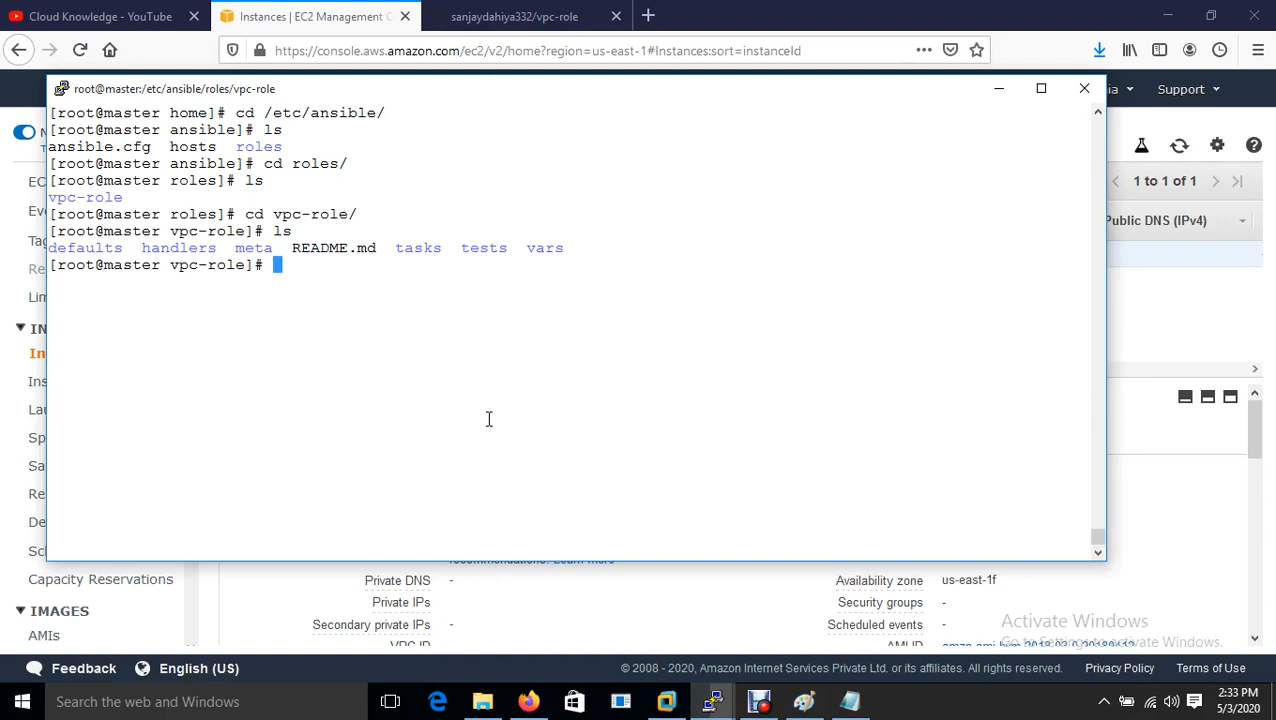 Cloud Knowledge - YouTube
Instances | EC2 Management C
sanjaydahiya332/vpc-role
https://console.aws.amazon.com/ec2/v2/home?region=us-east-1#Instances:sort=instanceId
root@master:/etc/ansible/roles/vpc-role
Support
[root@master home]# cd /etc/ansible/
[root@master ansible]# ls
ansible.cfg hosts roles
[root@master ansible]# cd roles/
[root@master roles]# ls
vpc-role
[root@master roles]# cd vpc-role/
[root@master vpc-role]# ls
defaults handlers meta README.md tasks tests vars
[root@master vpc-role]#
1 to 1 of 1
Public DNS (IPv4)
Private DNS -
Private IPs -
Secondary private IPs -
Availability zone us-east-1f
Security groups -
Scheduled events -
Capacity Reservations
IMAGES
AMIs
Activate Windows
Go to Settings to activate Windows.
Feedback
English (US)
© 2008 - 2020, Amazon Internet Services Private Ltd. or its affiliates. All rights reserved.
Privacy Policy
Terms of Use
Search the web and Windows
2:33 PM
5/3/2020